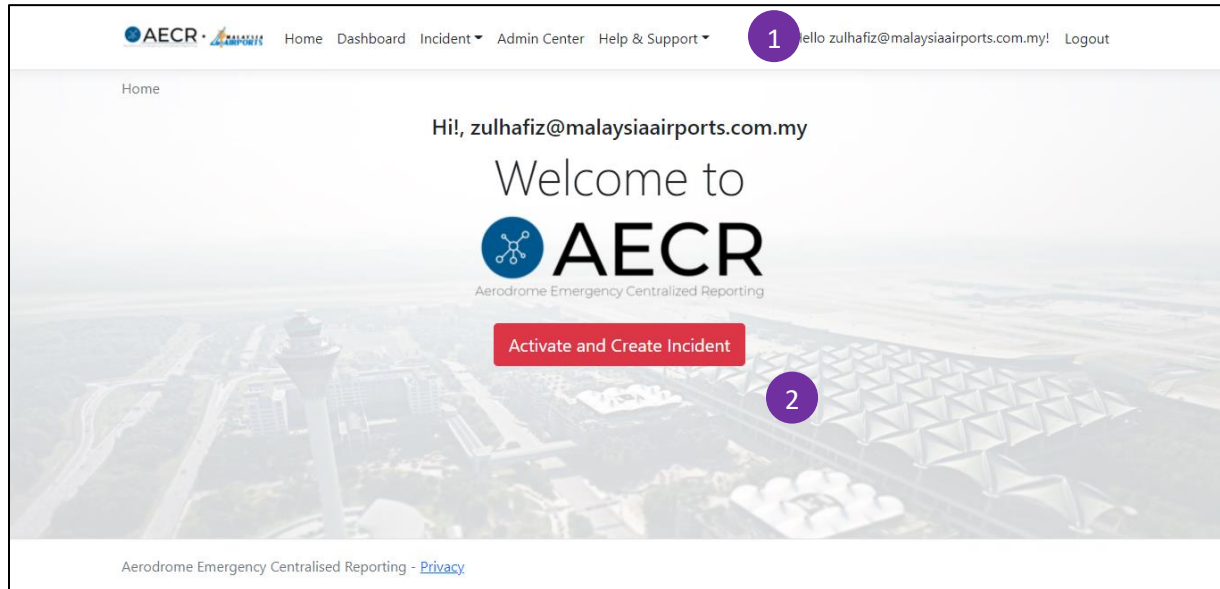 AECR · MALAYSIA AIRPORTS Home Dashboard Incident Admin Center Help & Support 1 Hello zulhafiz@malaysiaairports.com.my! Logout
Home
Hi!, zulhafiz@malaysiaairports.com.my
Welcome to
AECR
Aerodrome Emergency Centralized Reporting
Activate and Create Incident
2
Aerodrome Emergency Centralised Reporting - Privacy